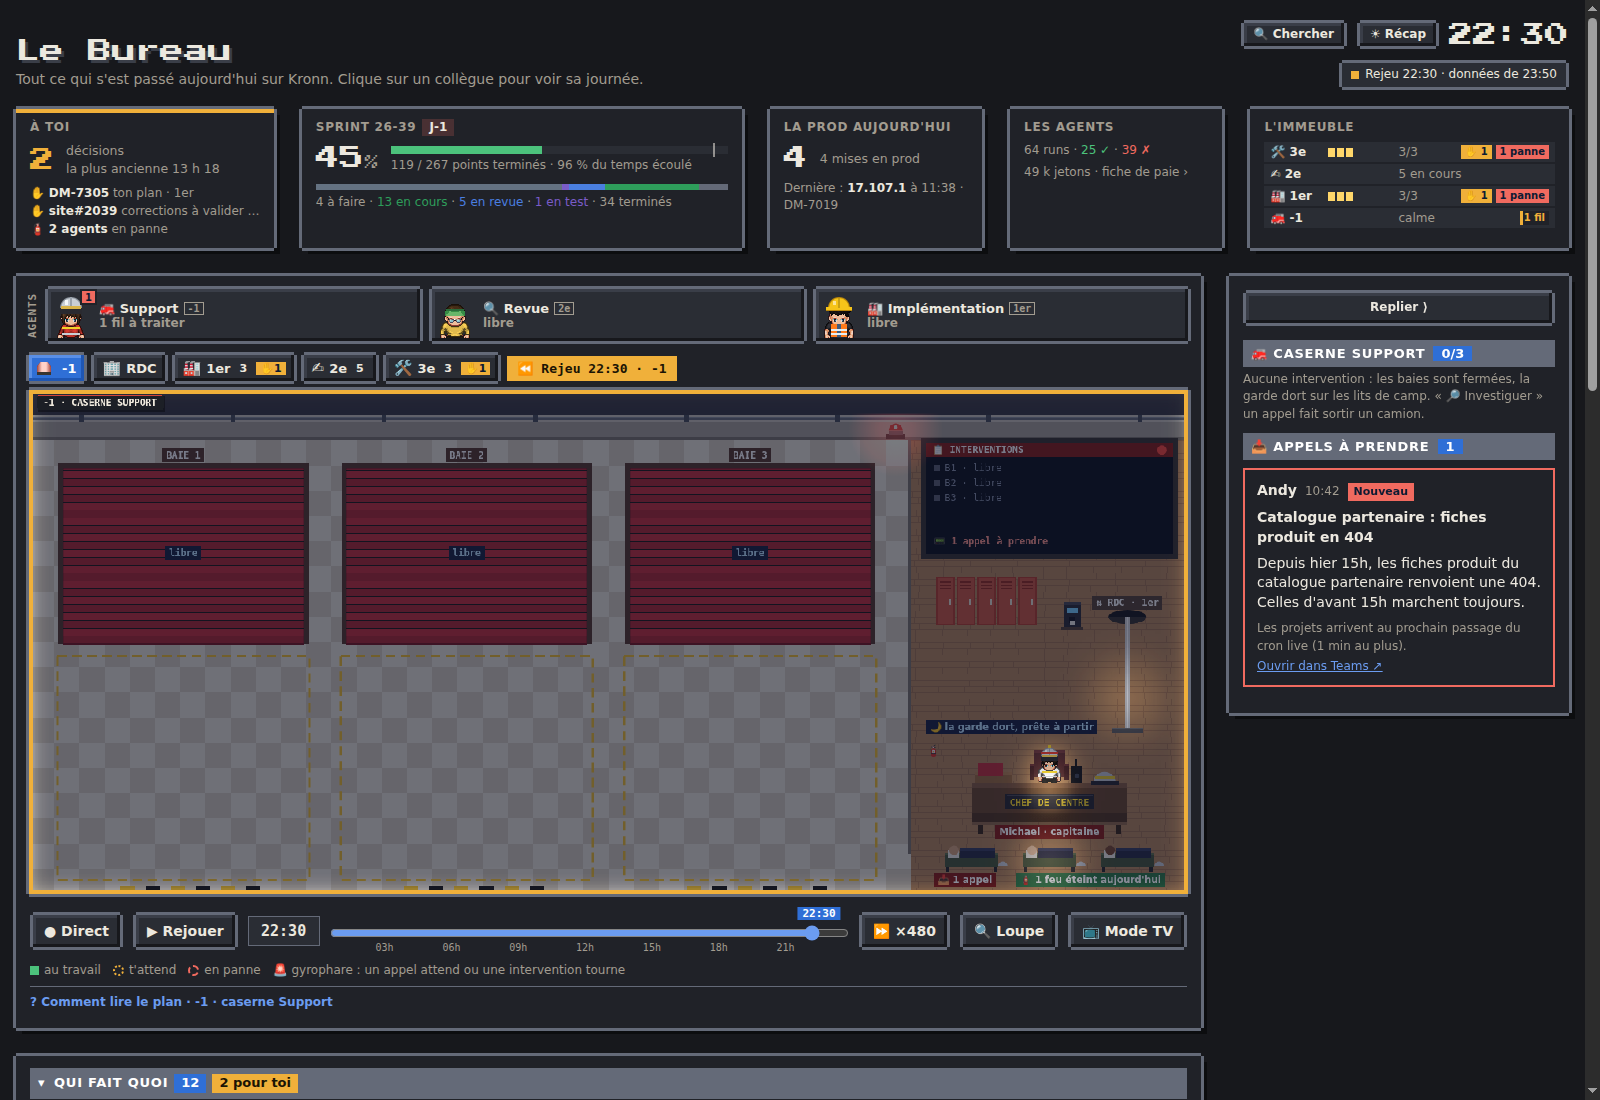 Le Bureau
Tout ce qui s'est passé aujourd'hui sur Kronn. Clique sur un collègue pour voir sa journée.
🔍 Chercher
☀ Récap
22:30
Rejeu 22:30 · données de 23:50
À TOI
2
décisions
la plus ancienne 13 h 18
✋ DM-7305 ton plan · 1er
✋ site#2039 corrections à valider ...
🧯 2 agents en panne
SPRINT 26-39 J-1
45%
119 / 267 points terminés · 96 % du temps écoulé
4 à faire · 13 en cours · 5 en revue · 1 en test · 34 terminés
LA PROD AUJOURD'HUI
4
4 mises en prod
Dernière : 17.107.1 à 11:38 ·
DM-7019
LES AGENTS
64 runs · 25 ✓ · 39 ✗
49 k jetons · fiche de paie ›
L'IMMEUBLE
🛠 3e 3/3 ✋ 1 1 panne
✍ 2e 5 en cours
🏭 1er 3/3 ✋ 1 1 panne
🚒 -1 calme 1 fil
AGENTS
1
🚒 Support -1
1 fil à traiter
🔍 Revue 2e
libre
🏭 Implémentation 1er
libre
🚨 -1
🏢 RDC
🏭 1er 3 ✋1
✍ 2e 5
🛠 3e 3 ✋1
⏪ Rejeu 22:30 · -1
-1 · CASERNE SUPPORT
BAIE 1
BAIE 2
BAIE 3
libre
libre
libre
📋 INTERVENTIONS
B1 · libre
B2 · libre
B3 · libre
1 appel à prendre
⇅ RDC · 1er
🌙 la garde dort, prête à partir
CHEF DE CENTRE
Michael · capitaine
📥 1 appel
🧯 1 feu éteint aujourd'hui
● Direct
▶ Rejouer
22:30
22:30
03h 06h 09h 12h 15h 18h 21h
⏩ ×480
🔍 Loupe
📺 Mode TV
au travail
t'attend
en panne
🚨 gyrophare : un appel attend ou une intervention tourne
? Comment lire le plan · -1 · caserne Support
▾ QUI FAIT QUOI 12 2 pour toi
Replier ⟩
🚒 CASERNE SUPPORT 0/3
Aucune intervention : les baies sont fermées, la
garde dort sur les lits de camp. « 🔎 Investiguer »
un appel fait sortir un camion.
📥 APPELS À PRENDRE 1
Andy 10:42 Nouveau
Catalogue partenaire : fiches
produit en 404
Depuis hier 15h, les fiches produit du
catalogue partenaire renvoient une 404.
Celles d'avant 15h marchent toujours.
Les projets arrivent au prochain passage du
cron live (1 min au plus).
Ouvrir dans Teams ↗